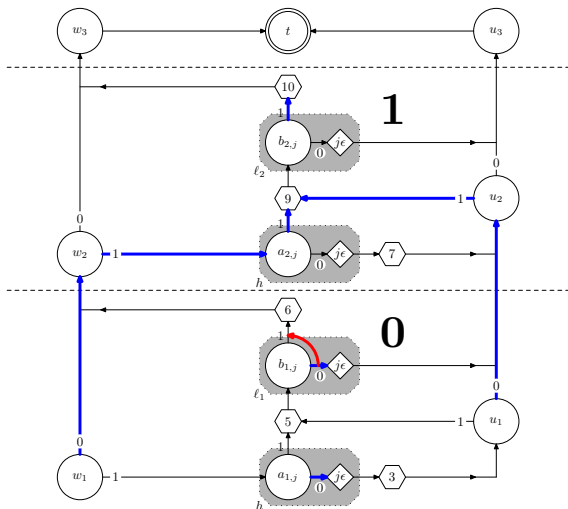 w₃ t u₃
10
1
1
b₂,ⱼ jϵ
0
ℓ₂
9 1 u₂
0 1 0
w₂ 1 a₂,ⱼ jϵ 7
0
h
6
0
1
b₁,ⱼ jϵ
0
ℓ₁ 0
5 1 u₁
0 1
w₁ 1 a₁,ⱼ jϵ 3
0
h